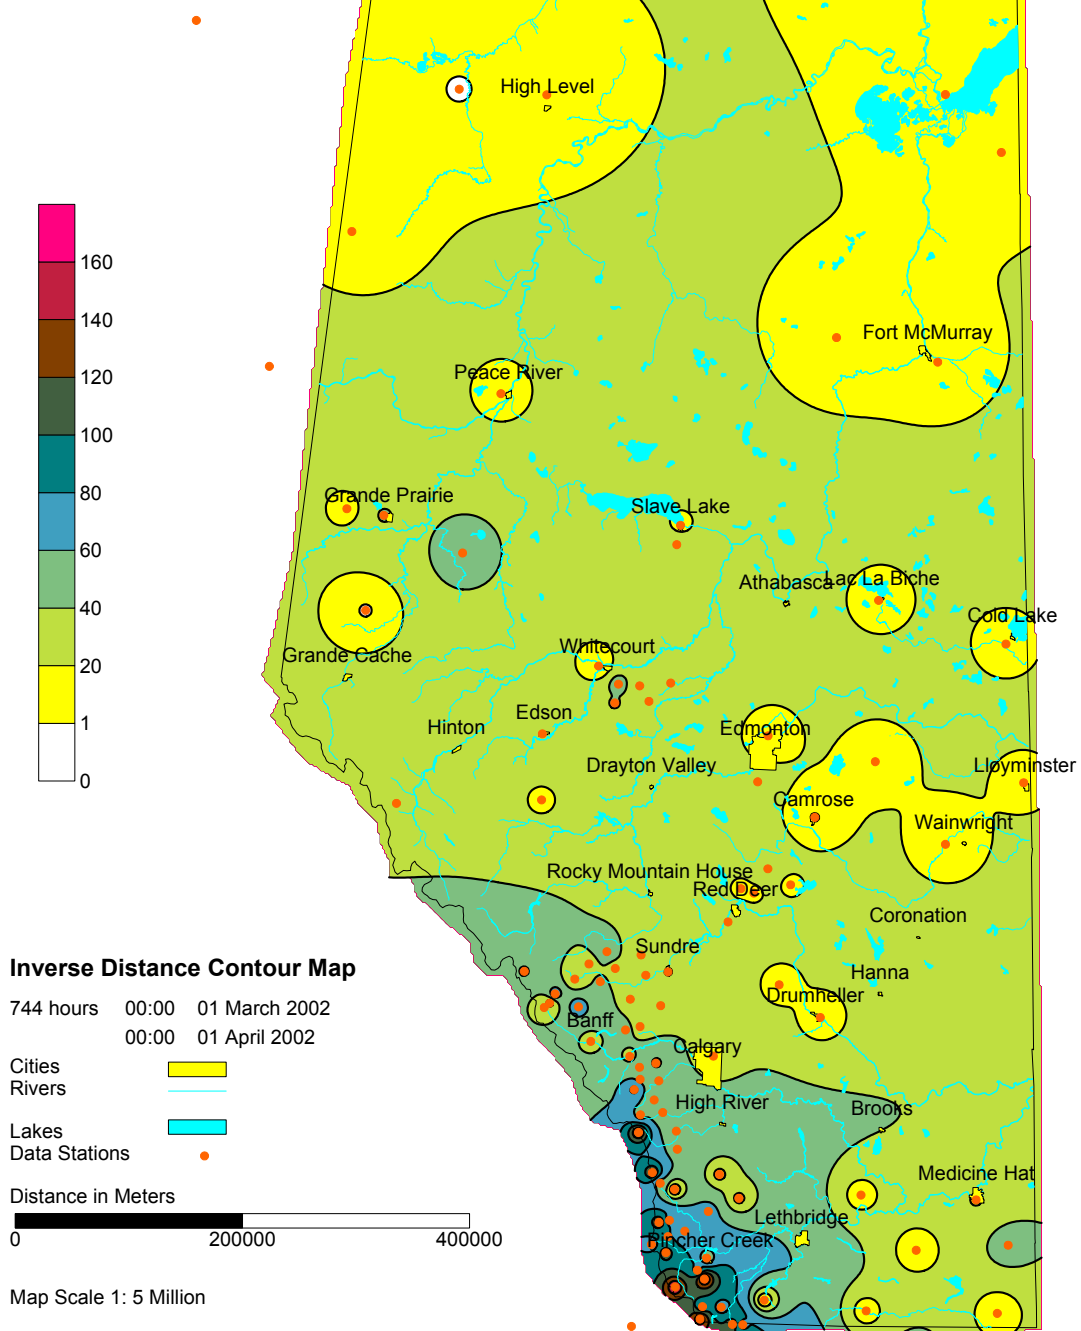 High Level
Fort McMurray
Peace River
160
140
120
100
80
60
40
20
1
0
Grande Prairie
Slave Lake
Athabasca
Lac La Biche
Cold Lake
Grande Cache
Whitecourt
Hinton
Edson
Edmonton
Drayton Valley
Lloyminster
Camrose
Wainwright
Rocky Mountain House
Red Deer
Coronation
Sundre
Hanna
Drumheller
Banff
Calgary
High River
Brooks
Medicine Hat
Lethbridge
Pincher Creek
Inverse Distance Contour Map
744 hours 00:00 01 March 2002
00:00 01 April 2002
Cities
Rivers
Lakes
Data Stations
Distance in Meters
0 200000 400000
Map Scale 1: 5 Million